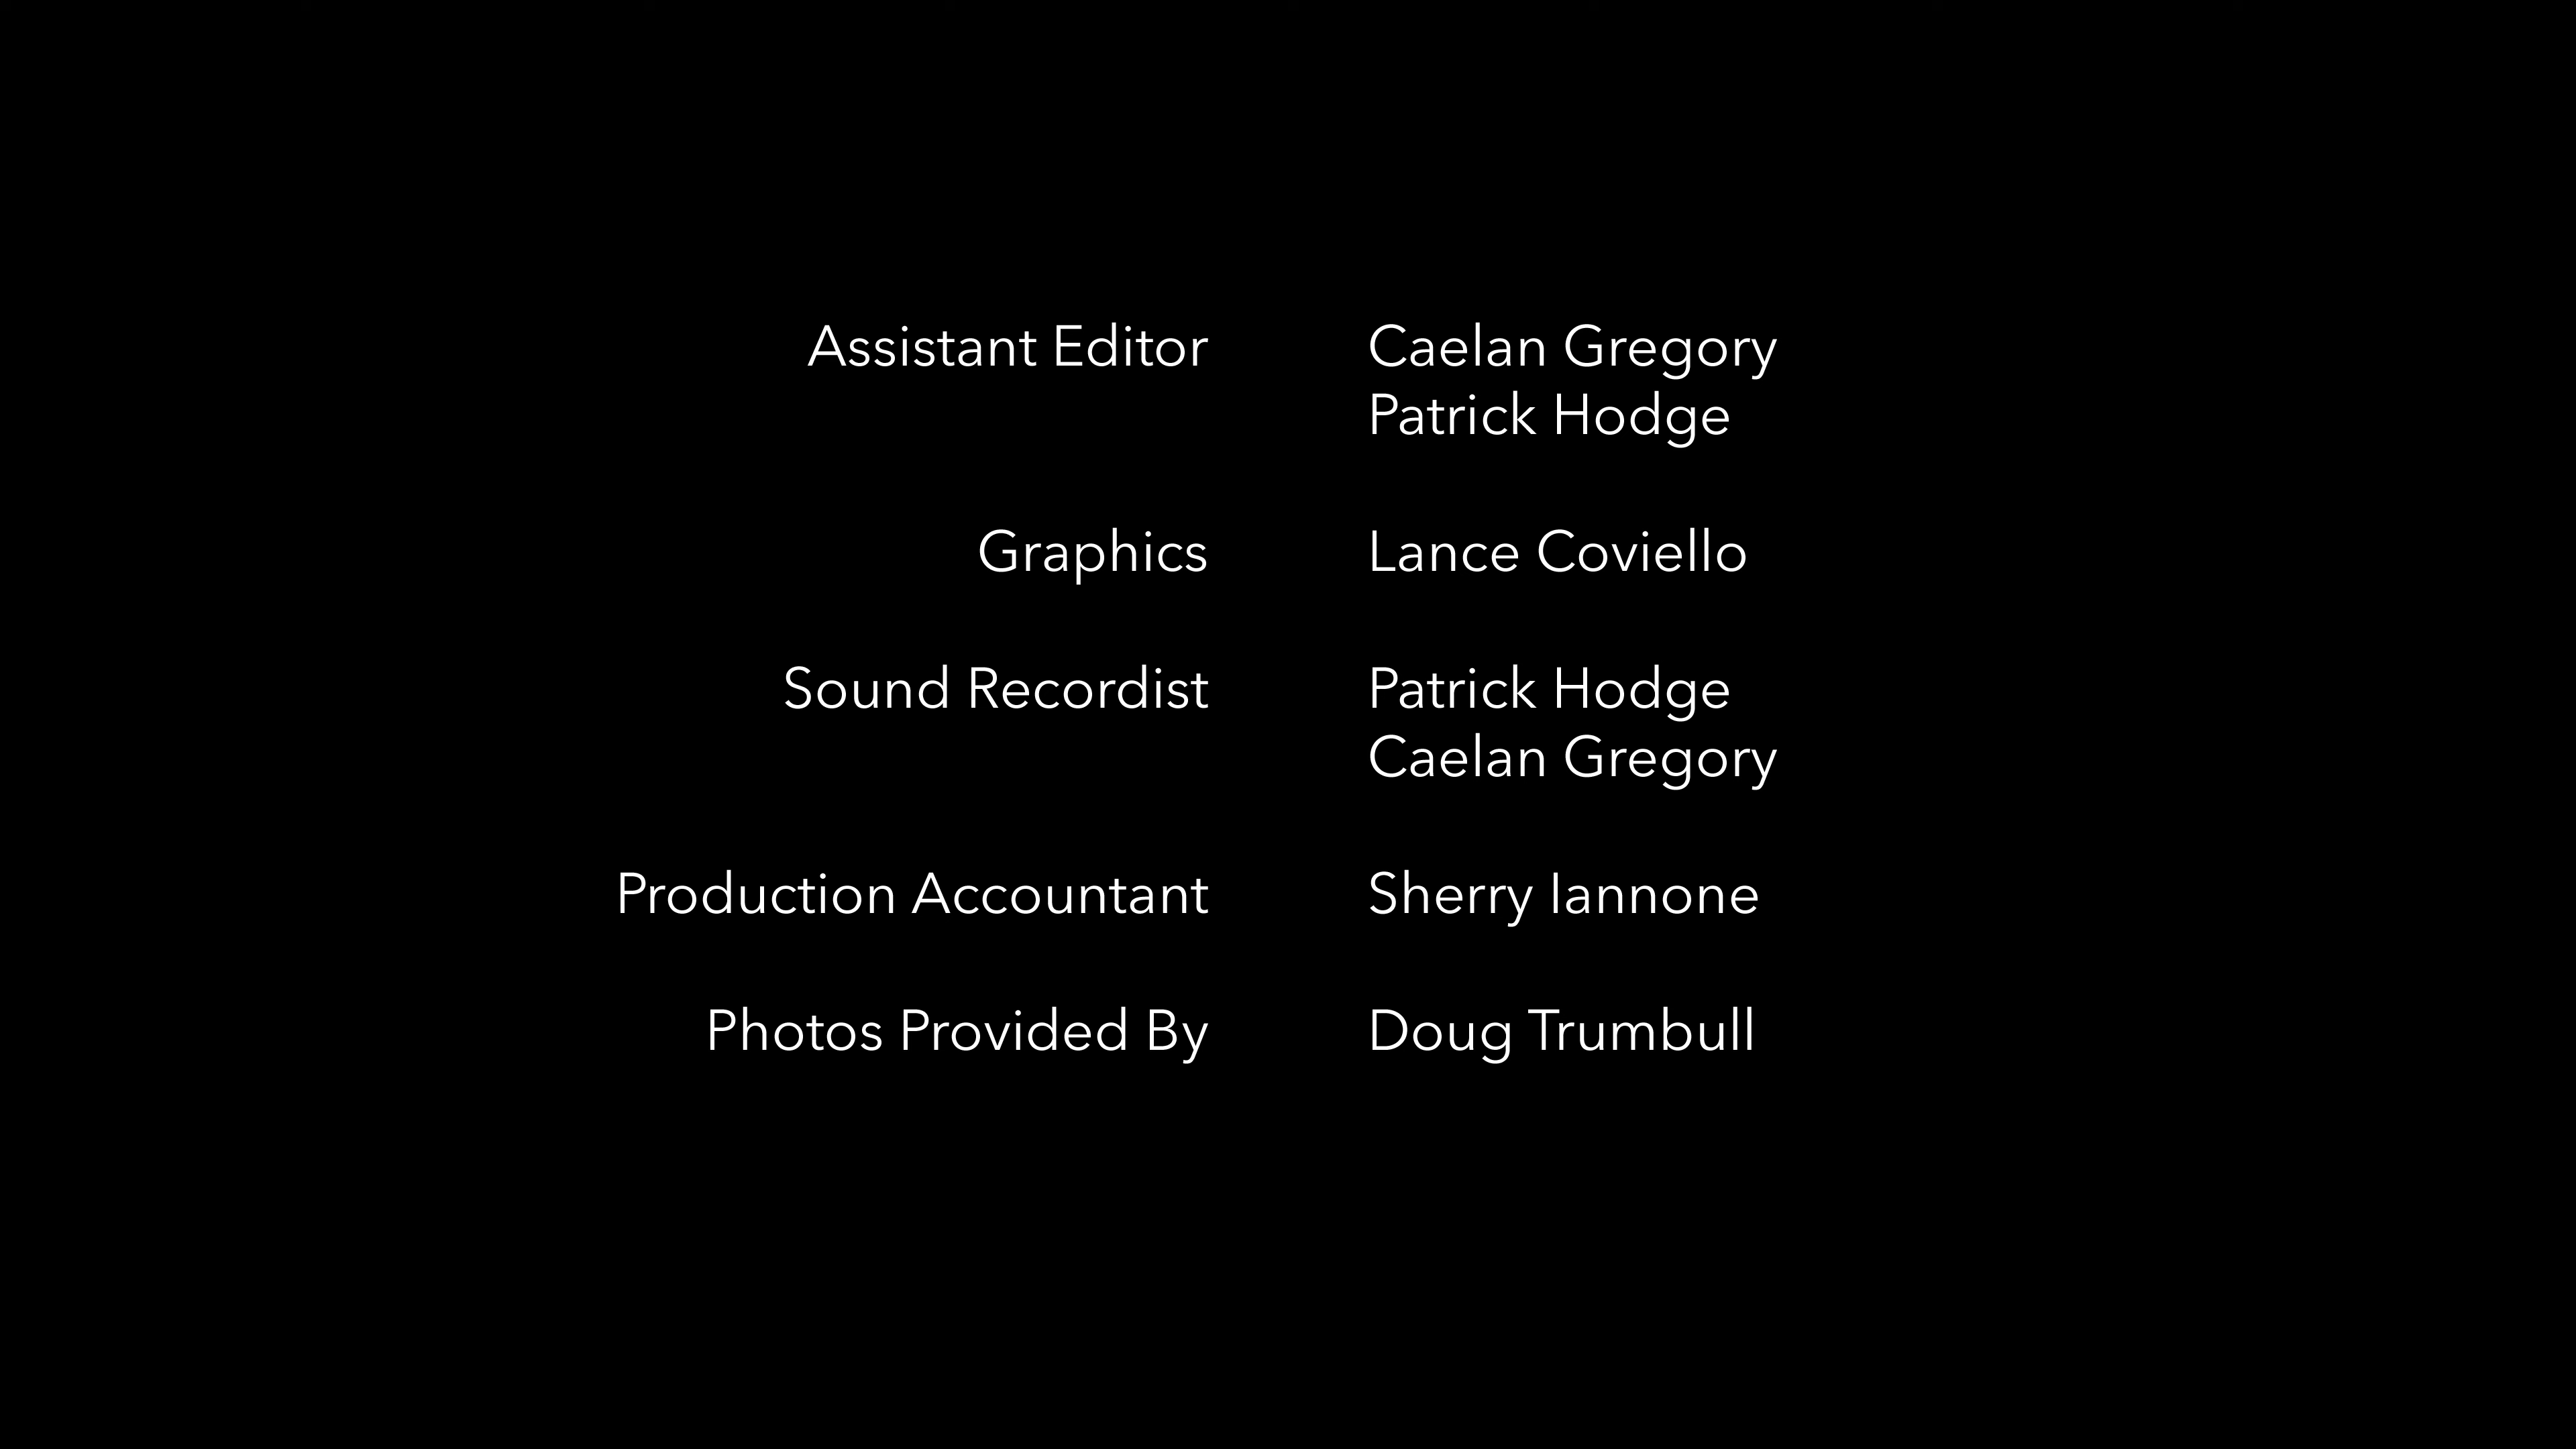 Assistant Editor Caelan Gregory
Patrick Hodge
Graphics Lance Coviello
Sound Recordist Patrick Hodge
Caelan Gregory
Production Accountant Sherry Iannone
Photos Provided By Doug Trumbull